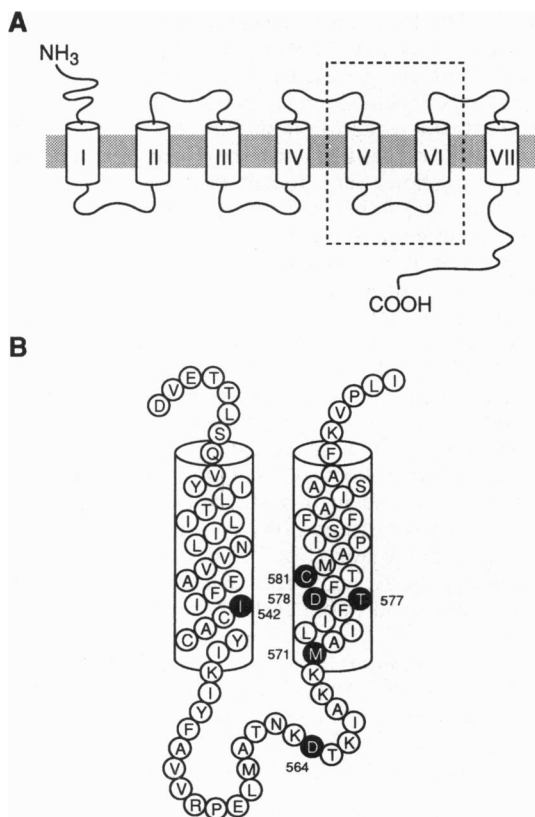 A
NH3
I II III IV V VI VII
COOH
B
D V E T T L S Q V Y
I L T I
L I L
N V V A
F F I
I C A C
542
Y I K I Y F A V V R P E L M A T N K D T K I A K K M
564
571
I A
T F I L
577
T F D
578
P A M C
581
F S I
S I A F
A A F K V P L I